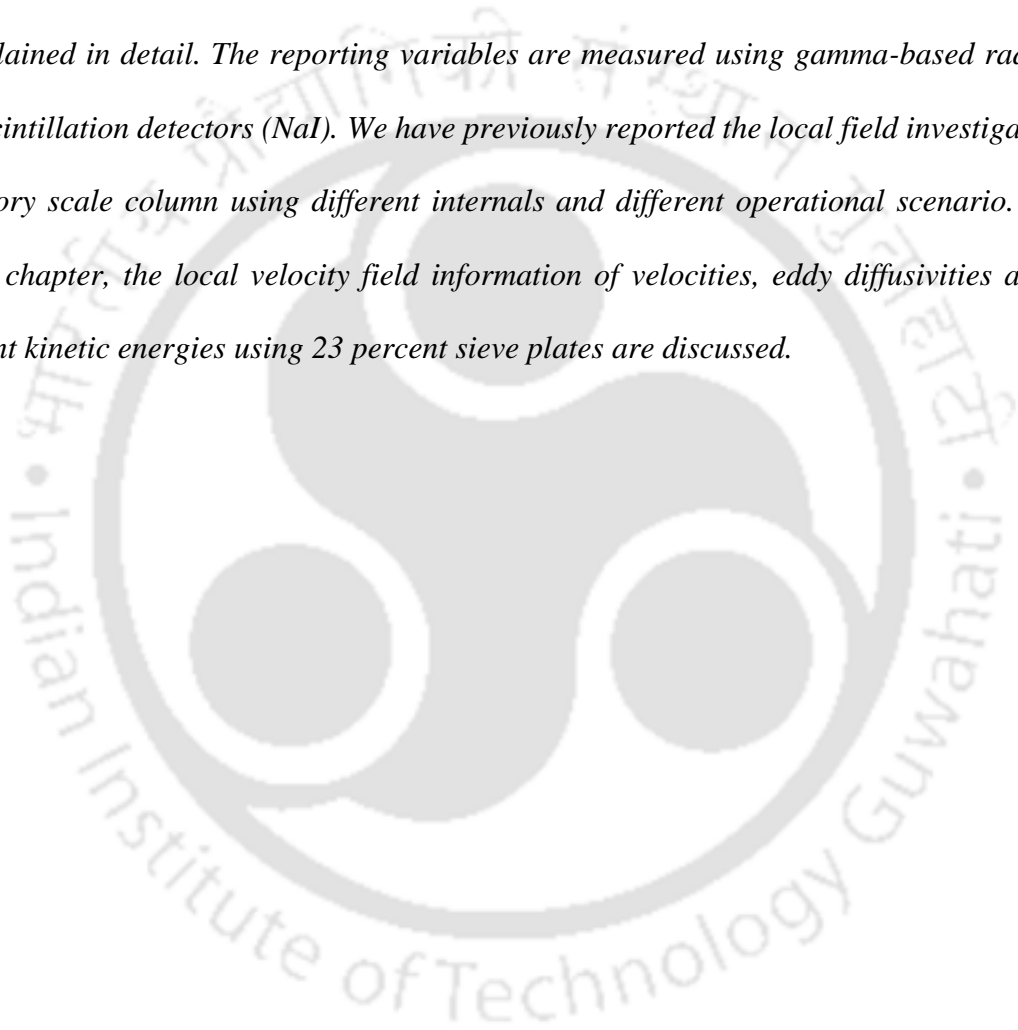 lained in detail. The reporting variables are measured using gamma-based rad
cintillation detectors (NaI). We have previously reported the local field investiga
ory scale column using different internals and different operational scenario.
chapter, the local velocity field information of velocities, eddy diffusivities a
nt kinetic energies using 23 percent sieve plates are discussed.
Indian Institute of Technology Guwahati